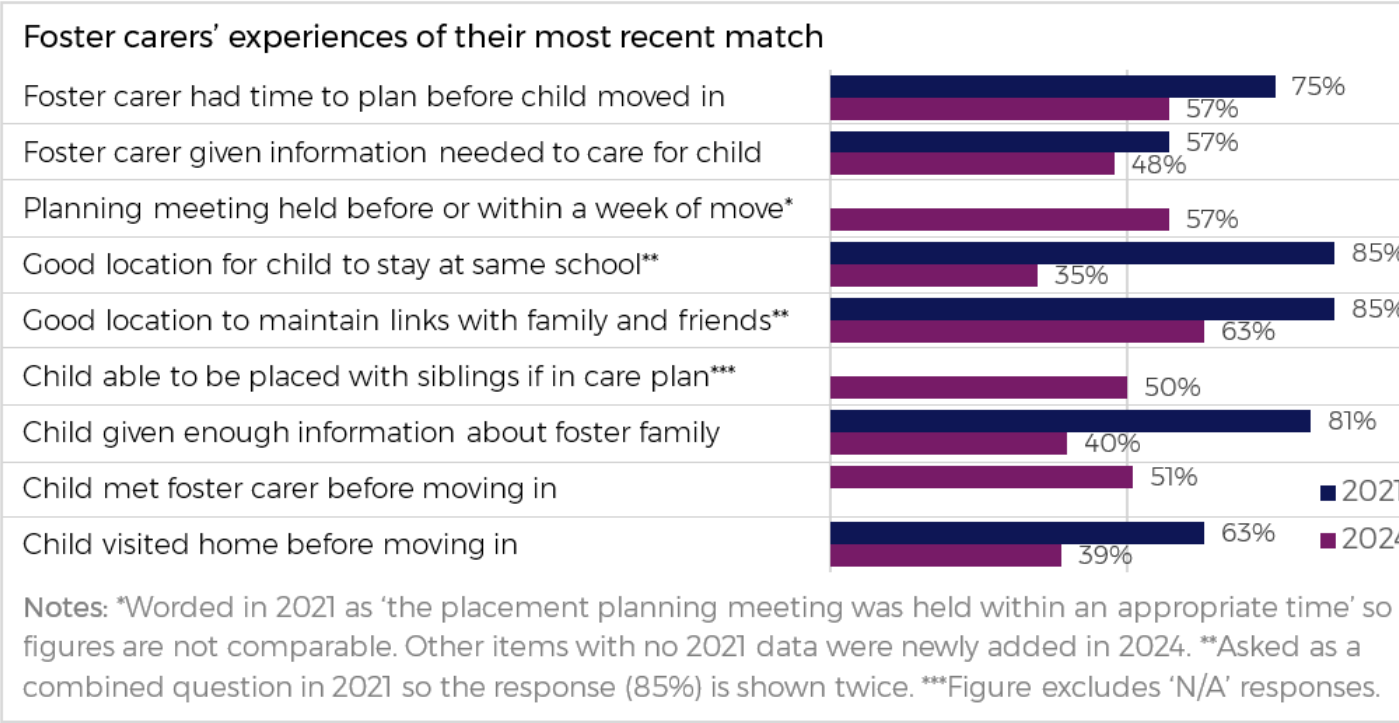 Foster carers’ experiences of their most recent match
Foster carer had time to plan before child moved in
75%
57%
Foster carer given information needed to care for child
57%
48%
Planning meeting held before or within a week of move*
57%
Good location for child to stay at same school**
85%
35%
Good location to maintain links with family and friends**
85%
63%
Child able to be placed with siblings if in care plan***
50%
Child given enough information about foster family
81%
40%
Child met foster carer before moving in
51%
2021
Child visited home before moving in
63%
39%
2024
Notes: *Worded in 2021 as ‘the placement planning meeting was held within an appropriate time’ so
figures are not comparable. Other items with no 2021 data were newly added in 2024. **Asked as a
combined question in 2021 so the response (85%) is shown twice. ***Figure excludes ‘N/A’ responses.